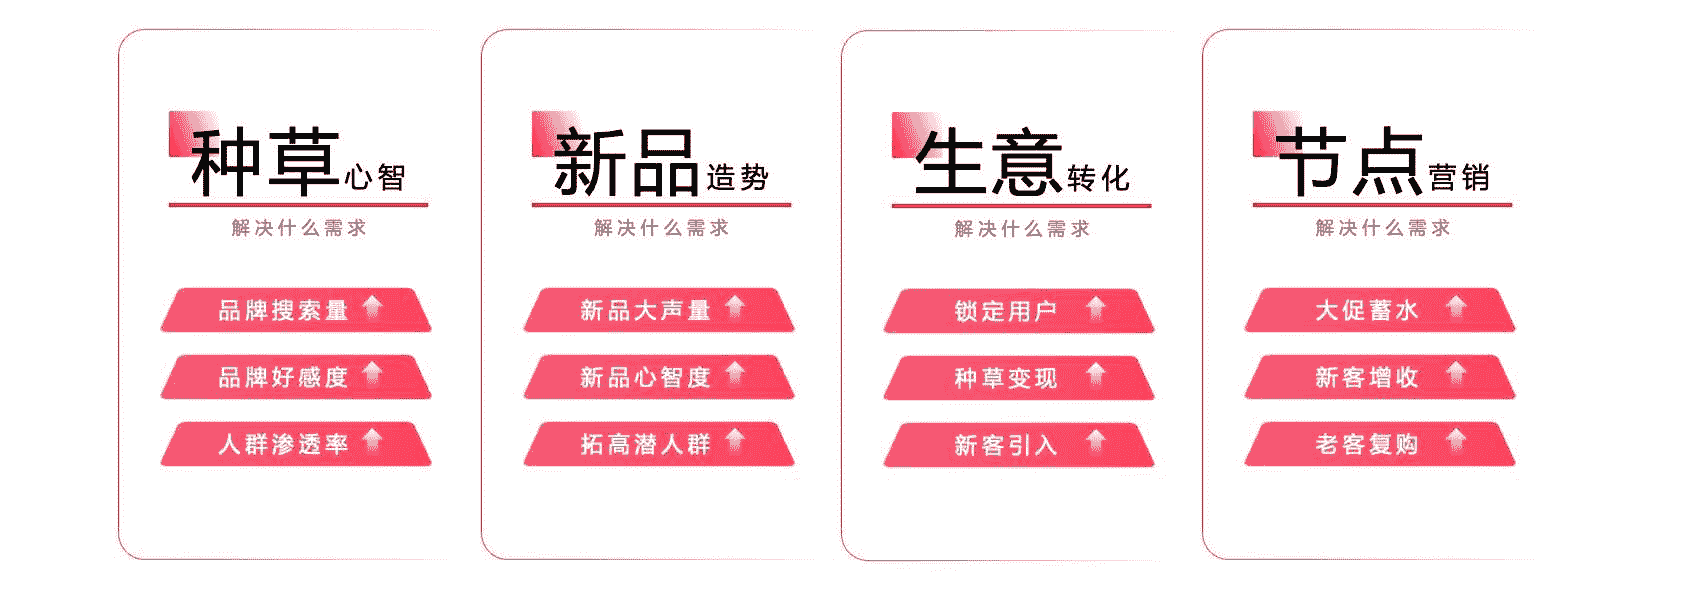 种草心智
解决什么需求
品牌搜索量
品牌好感度
人群渗透率
新品造势
解决什么需求
新品大声量
新品心智度
拓高潜人群
生意转化
解决什么需求
锁定用户
种草变现
新客引入
节点营销
解决什么需求
大促蓄水
新客增收
老客复购